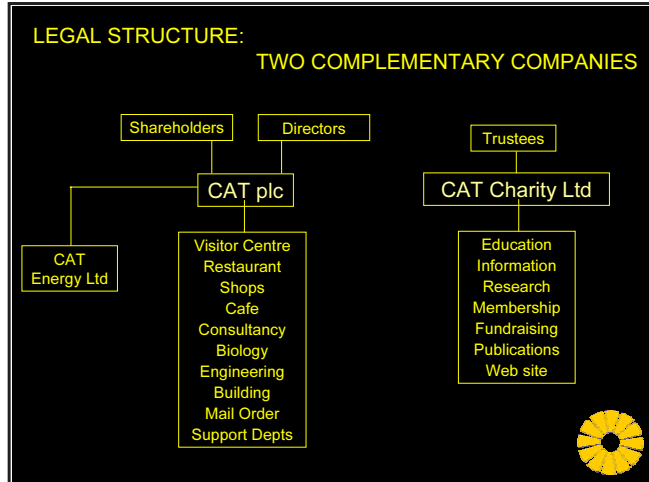 LEGAL STRUCTURE:
TWO COMPLEMENTARY COMPANIES
Shareholders
Directors
Trustees
CAT plc
CAT Charity Ltd
CAT
Energy Ltd
Visitor Centre
Restaurant
Shops
Cafe
Consultancy
Biology
Engineering
Building
Mail Order
Support Depts
Education
Information
Research
Membership
Fundraising
Publications
Web site